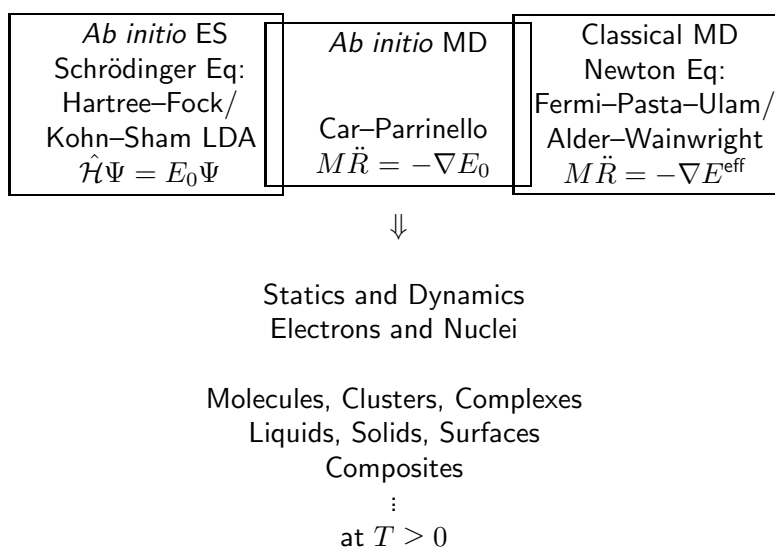 Ab initio ES
Schrödinger Eq:
Hartree–Fock/
Kohn–Sham LDA
ĤΨ = E₀Ψ
Ab initio MD
Car–Parrinello
MR̈ = −∇E₀
Classical MD
Newton Eq:
Fermi–Pasta–Ulam/
Alder–Wainwright
MR̈ = −∇Eᵉᶠᶠ
⇓
Statics and Dynamics
Electrons and Nuclei
Molecules, Clusters, Complexes
Liquids, Solids, Surfaces
Composites
⋮
at T > 0